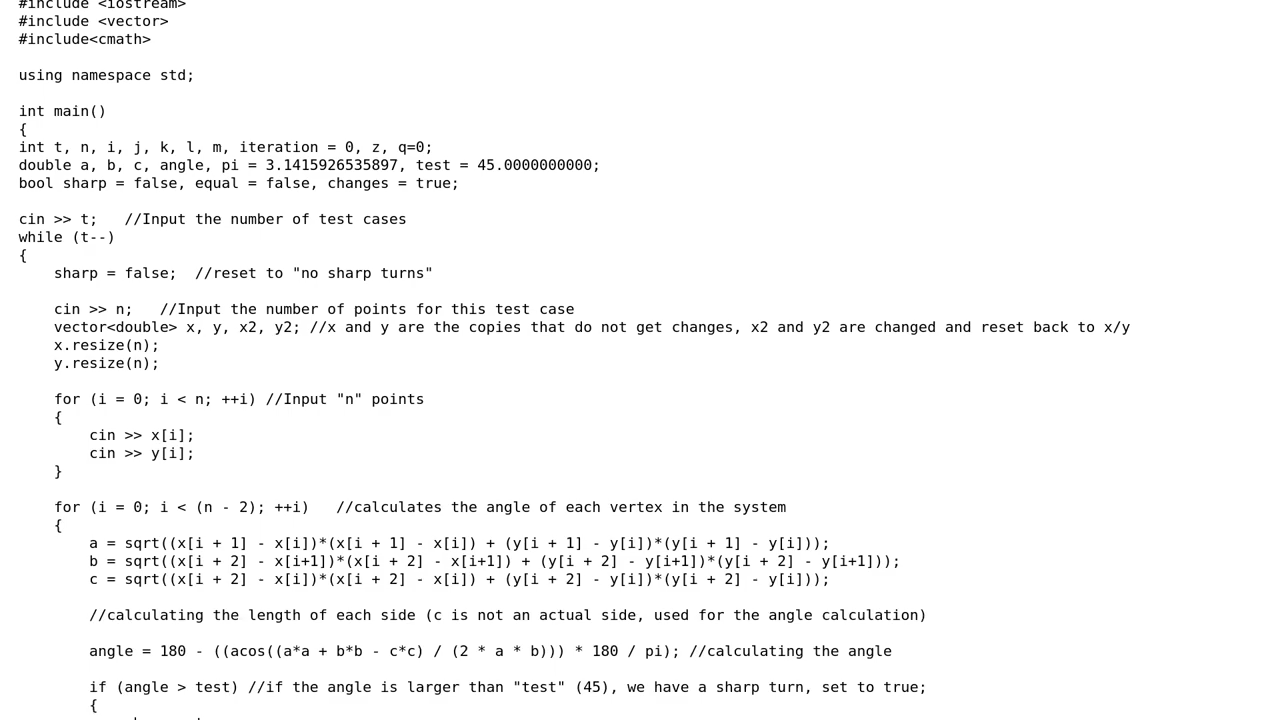 #include <iostream>
#include <vector>
#include<cmath>
using namespace std;
int main()
{
int t, n, i, j, k, l, m, iteration = 0, z, q=0;
double a, b, c, angle, pi = 3.1415926535897, test = 45.0000000000;
bool sharp = false, equal = false, changes = true;
cin >> t;   //Input the number of test cases
while (t--)
{
    sharp = false;  //reset to "no sharp turns"
    cin >> n;   //Input the number of points for this test case
    vector<double> x, y, x2, y2; //x and y are the copies that do not get changes, x2 and y2 are changed and reset back to x/y
    x.resize(n);
    y.resize(n);
    for (i = 0; i < n; ++i) //Input "n" points
    {
        cin >> x[i];
        cin >> y[i];
    }
    for (i = 0; i < (n - 2); ++i)   //calculates the angle of each vertex in the system
    {
        a = sqrt((x[i + 1] - x[i])*(x[i + 1] - x[i]) + (y[i + 1] - y[i])*(y[i + 1] - y[i]));
        b = sqrt((x[i + 2] - x[i+1])*(x[i + 2] - x[i+1]) + (y[i + 2] - y[i+1])*(y[i + 2] - y[i+1]));
        c = sqrt((x[i + 2] - x[i])*(x[i + 2] - x[i]) + (y[i + 2] - y[i])*(y[i + 2] - y[i]));
        //calculating the length of each side (c is not an actual side, used for the angle calculation)
        angle = 180 - ((acos((a*a + b*b - c*c) / (2 * a * b))) * 180 / pi); //calculating the angle
        if (angle > test) //if the angle is larger than "test" (45), we have a sharp turn, set to true;
        {